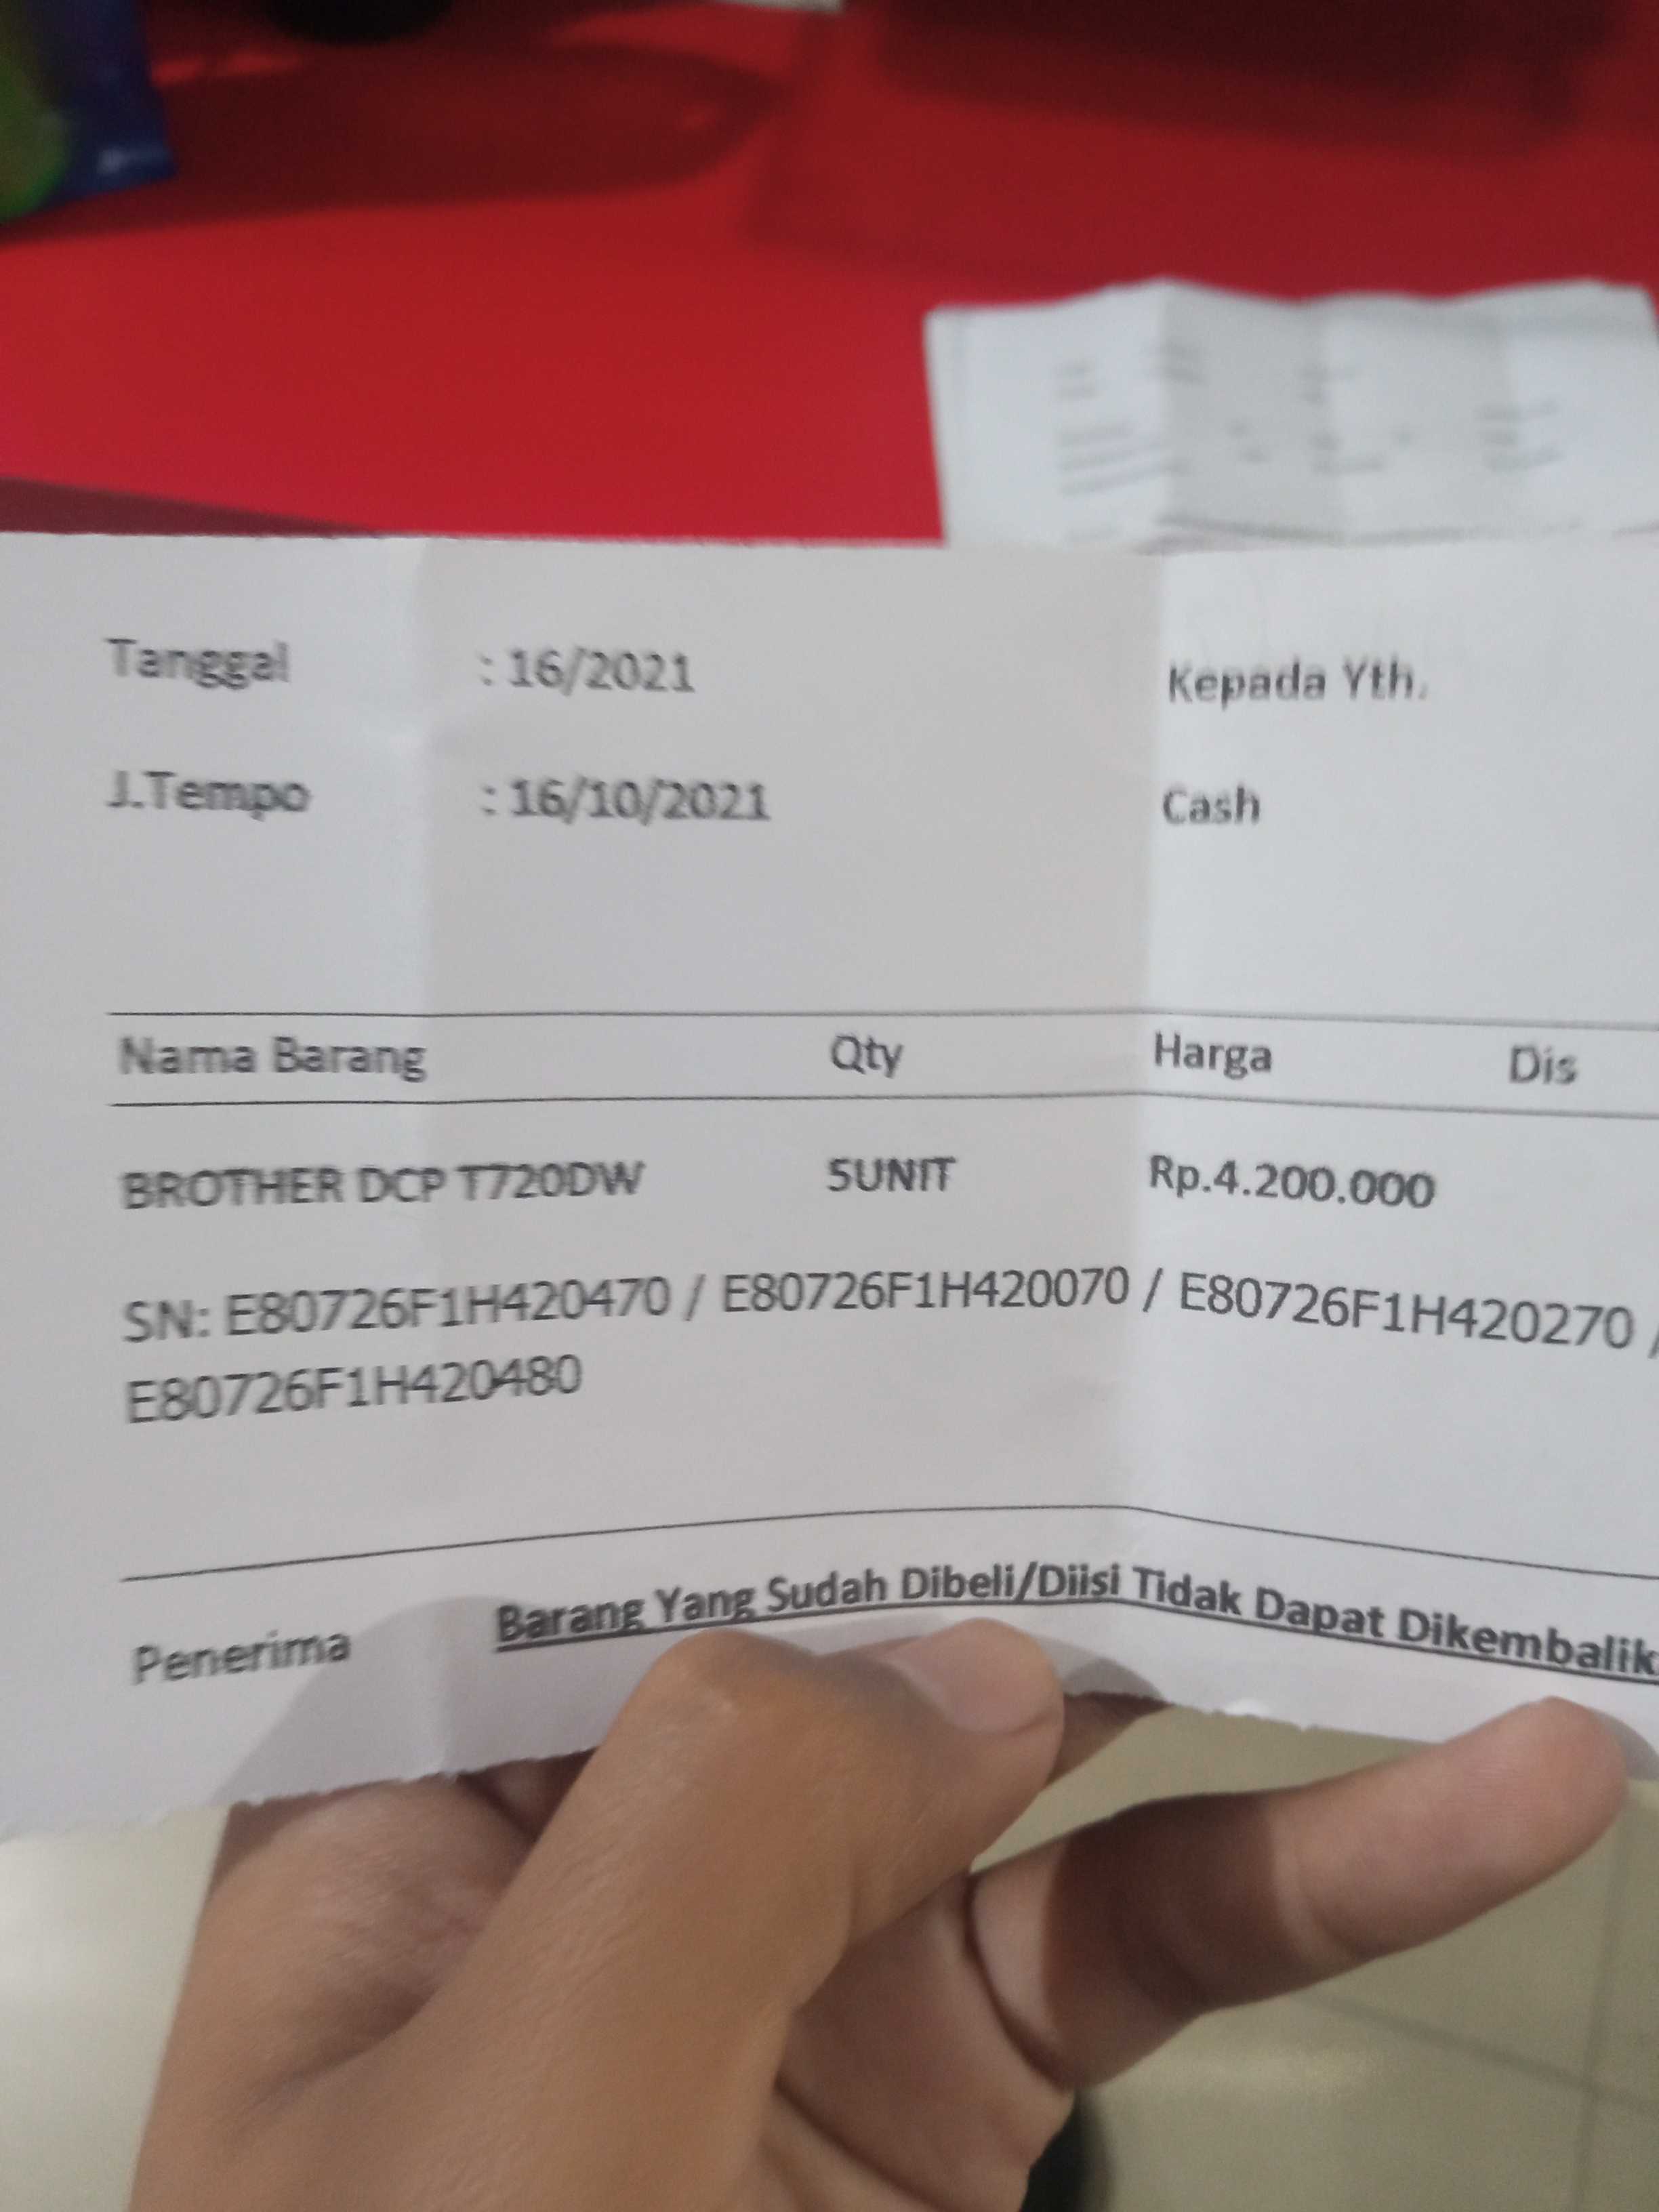 Tanggal : 16/2021 Kepada Yth.
J.Tempo : 16/10/2021 Cash
Nama Barang Qty Harga Dis
BROTHER DCP T720DW 5UNIT Rp.4.200.000
SN: E80726F1H420470 / E80726F1H420070 / E80726F1H420270 /
E80726F1H420480
Penerima Barang Yang Sudah Dibeli/Diisi Tidak Dapat Dikembalik